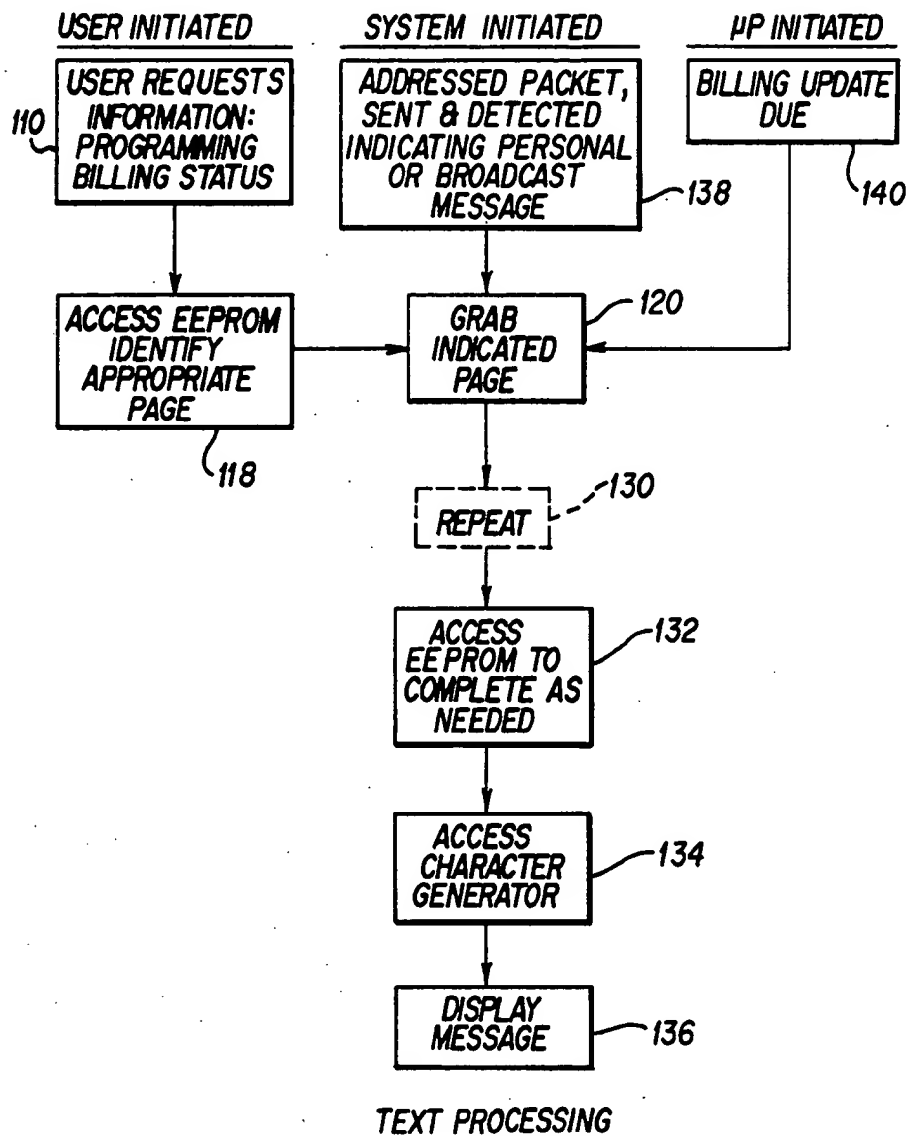 USER INITIATED
SYSTEM INITIATED
µP INITIATED
USER REQUESTS
INFORMATION:
PROGRAMMING
BILLING STATUS
110
ADDRESSED PACKET,
SENT & DETECTED
INDICATING PERSONAL
OR BROADCAST
MESSAGE
138
BILLING UPDATE
DUE
140
ACCESS EEPROM
IDENTIFY
APPROPRIATE
PAGE
118
GRAB
INDICATED
PAGE
120
REPEAT
130
ACCESS
EEPROM TO
COMPLETE AS
NEEDED
132
ACCESS
CHARACTER
GENERATOR
134
DISPLAY
MESSAGE
136
TEXT PROCESSING